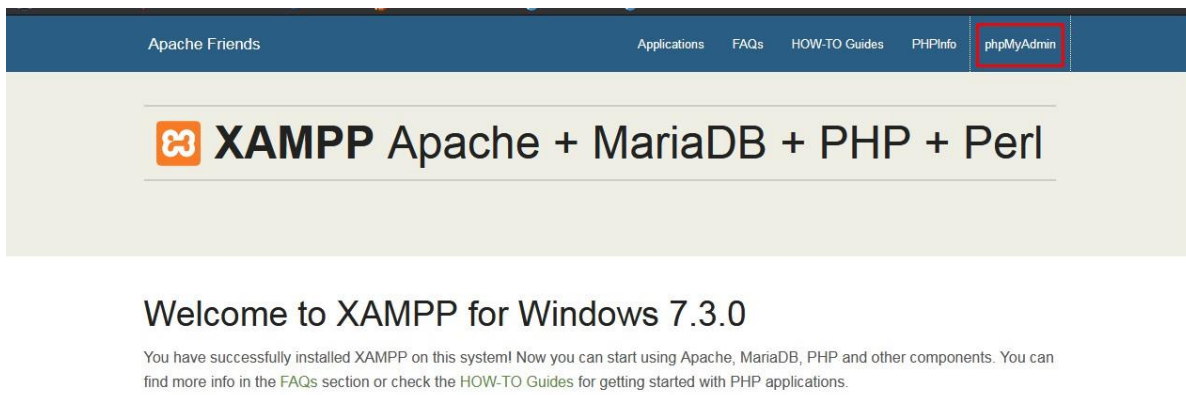 Apache Friends Applications FAQs HOW-TO Guides PHPInfo phpMyAdmin
XAMPP Apache + MariaDB + PHP + Perl
Welcome to XAMPP for Windows 7.3.0
You have successfully installed XAMPP on this system! Now you can start using Apache, MariaDB, PHP and other components. You can
find more info in the FAQs section or check the HOW-TO Guides for getting started with PHP applications.